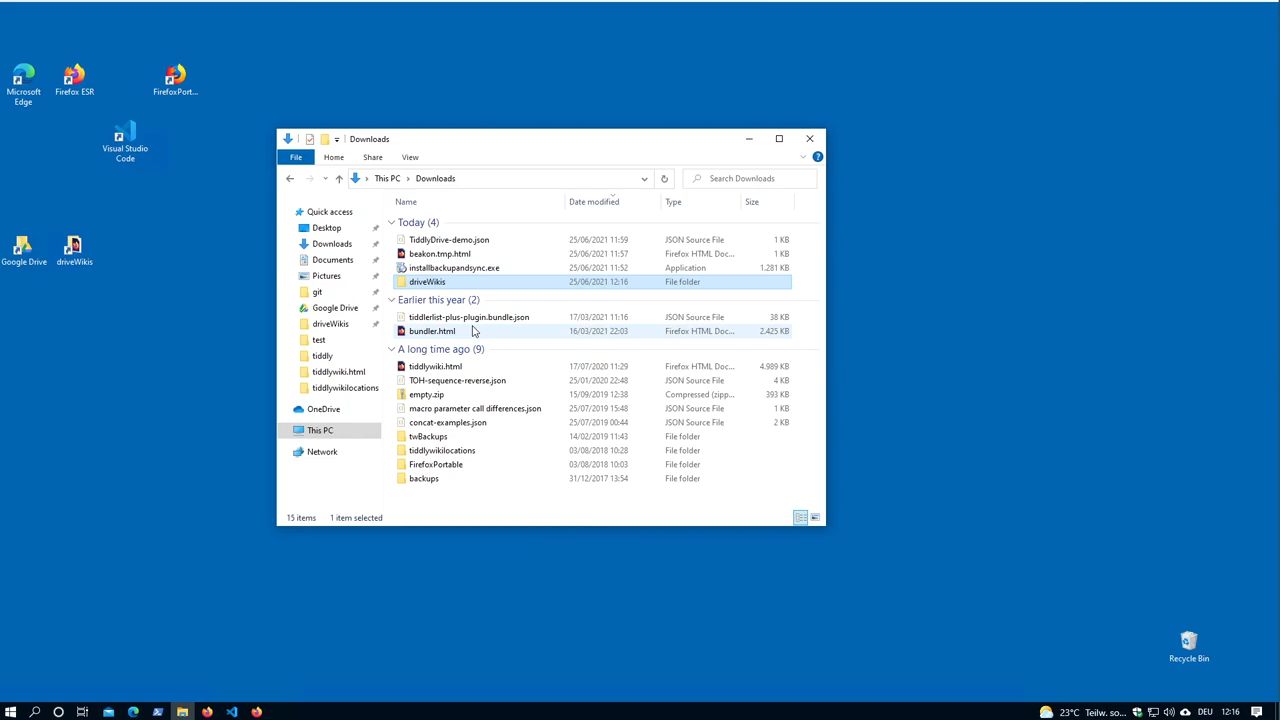 Microsoft Edge
Firefox ESR
FirefoxPort...
Visual Studio Code
Google Drive
driveWikis
Downloads
File Home Share View
This PC Downloads
Search Downloads
Name Date modified Type Size
Quick access
Desktop
Downloads
Documents
Pictures
git
Google Drive
driveWikis
test
tiddly
tiddlywiki.html
tiddlywikilocations
OneDrive
This PC
Network
Today (4)
TiddlyDrive-demo.json 25/06/2021 11:59 JSON Source File 1 KB
beakon.tmp.html 25/06/2021 11:57 Firefox HTML Doc... 1 KB
installbackupandsync.exe 25/06/2021 11:52 Application 1.281 KB
driveWikis 25/06/2021 12:16 File folder
Earlier this year (2)
tiddlerlist-plus-plugin.bundle.json 17/03/2021 11:16 JSON Source File 38 KB
bundler.html 16/03/2021 22:03 Firefox HTML Doc... 2.425 KB
A long time ago (9)
tiddlywiki.html 17/07/2020 11:29 Firefox HTML Doc... 4.989 KB
TOH-sequence-reverse.json 25/01/2020 22:48 JSON Source File 4 KB
empty.zip 15/09/2019 12:38 Compressed (zipp... 393 KB
macro parameter call differences.json 25/07/2019 15:48 JSON Source File 1 KB
concat-examples.json 25/07/2019 00:44 JSON Source File 2 KB
twBackups 14/02/2019 11:43 File folder
tiddlywikilocations 03/08/2018 10:28 File folder
FirefoxPortable 03/08/2018 10:03 File folder
backups 31/12/2017 13:54 File folder
15 items 1 item selected
Recycle Bin
23°C Teilw. so... DEU 12:16